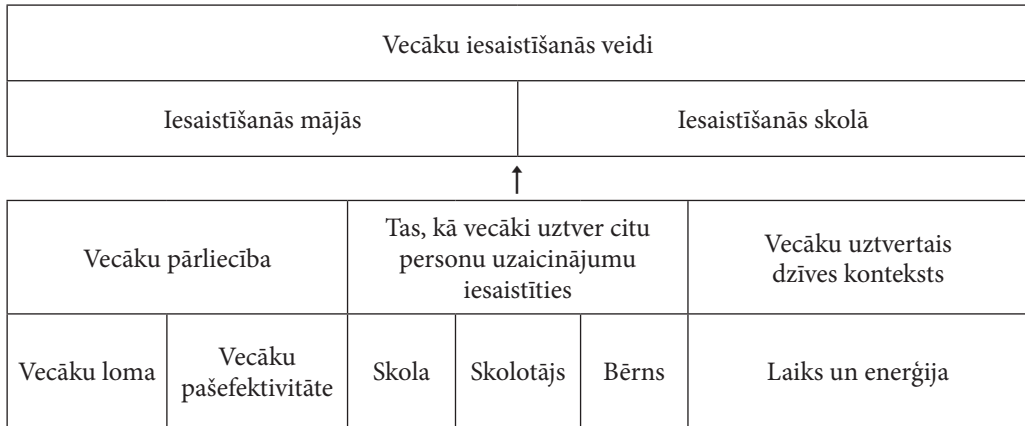 Vecāku iesaistīšanās veidi
Iesaistīšanās mājās
Iesaistīšanās skolā
Vecāku pārliecība
Tas, kā vecāki uztver citu
personu uzaicinājumu
iesaistīties
Vecāku uztvertais
dzīves konteksts
Vecāku loma
Vecāku
pašefektivitāte
Skola
Skolotājs
Bērns
Laiks un enerģija